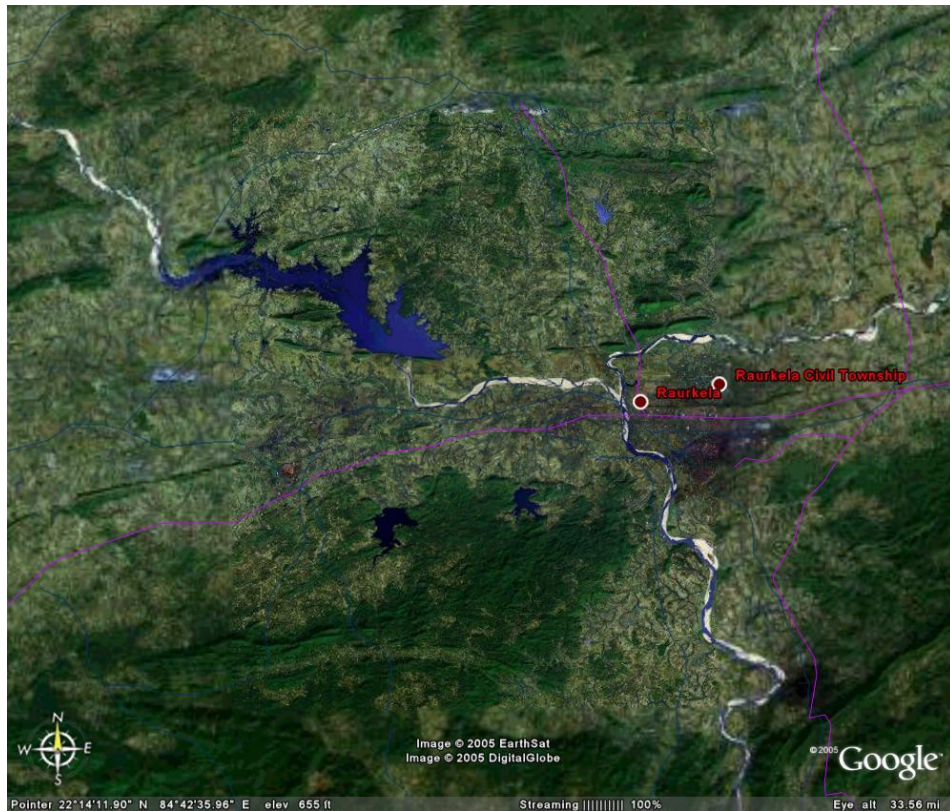 Raurkela Civil Township
Raurkela
N
W E
S
Image © 2005 EarthSat
Image © 2005 DigitalGlobe
© 2005 Google™
Pointer 22°14'11.90" N 84°42'35.96" E elev 655 ft Streaming |||||||||| 100% Eye alt 33.56 mi